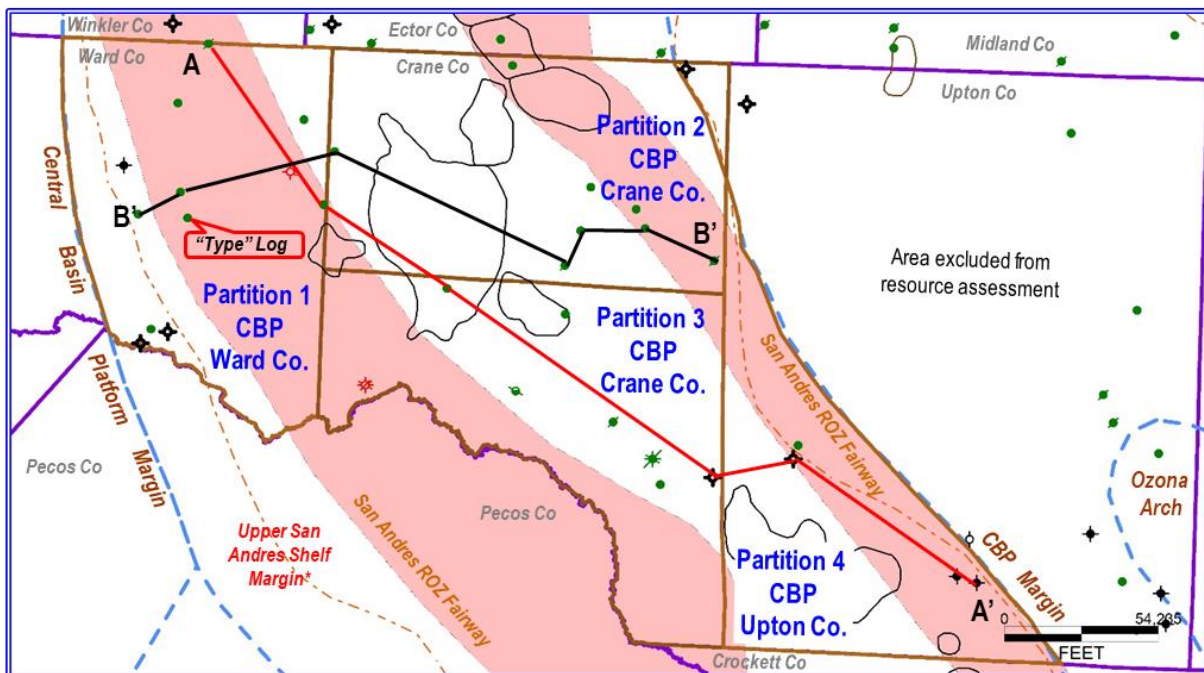 Winkler Co
Ward Co
A
Ector Co
Crane Co
Midland Co
Upton Co
Partition 2
CBP
Crane Co.
B'
"Type" Log
B'
Central Basin
Platform Margin
Partition 1
CBP
Ward Co.
Partition 3
CBP
Crane Co.
Area excluded from
resource assessment
San Andres ROZ Fairway
Pecos Co
Upper San
Andres Shelf
Margin*
San Andres ROZ Fairway
Pecos Co
Partition 4
CBP
Upton Co.
CBP Margin
Ozona
Arch
A'
0 54,235
FEET
Crockett Co